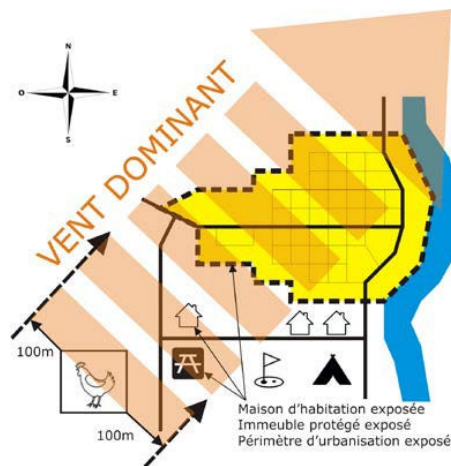 N
O
E
S
VENT DOMINANT
100m
100m
Maison d'habitation exposée
Immeuble protégé exposé
Périmètre d'urbanisation exposé